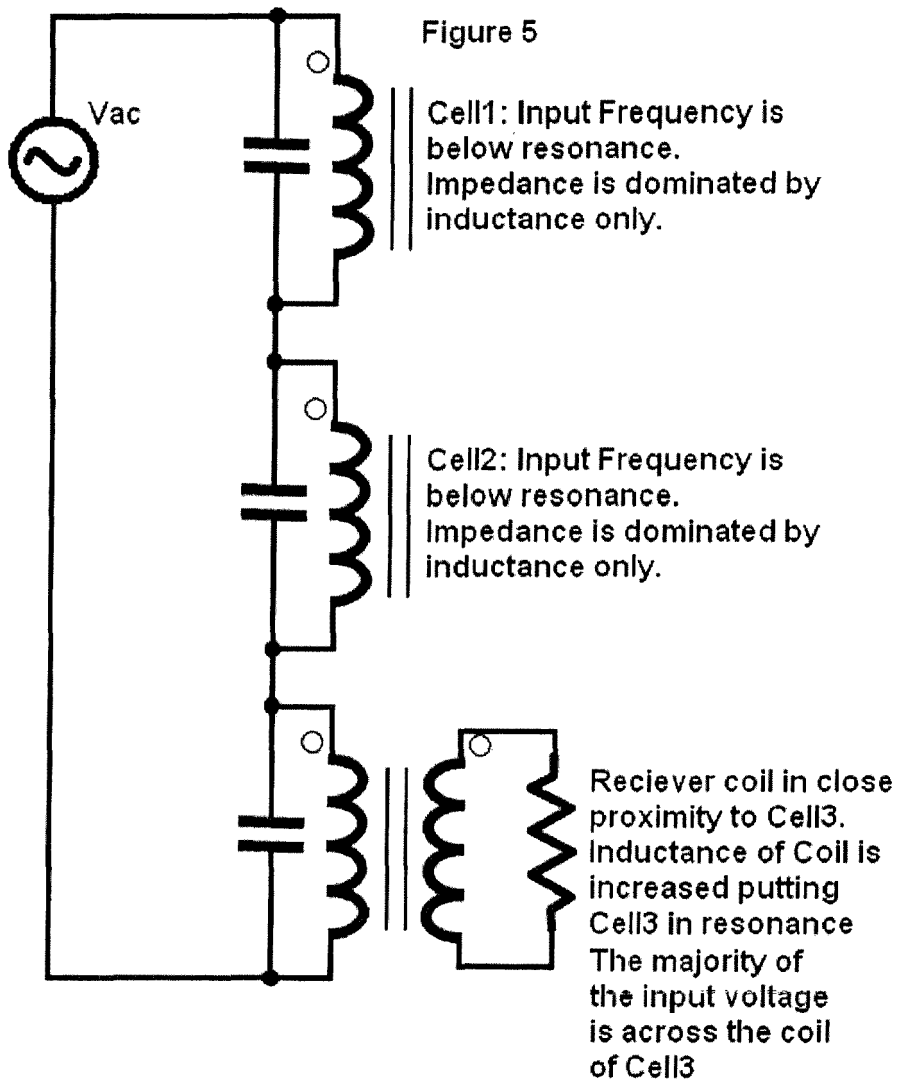 Figure 5
Vac
Cell1: Input Frequency is
below resonance.
Impedance is dominated by
inductance only.
Cell2: Input Frequency is
below resonance.
Impedance is dominated by
inductance only.
Reciever coil in close
proximity to Cell3.
Inductance of Coil is
increased putting
Cell3 in resonance
The majority of
the input voltage
is across the coil
of Cell3